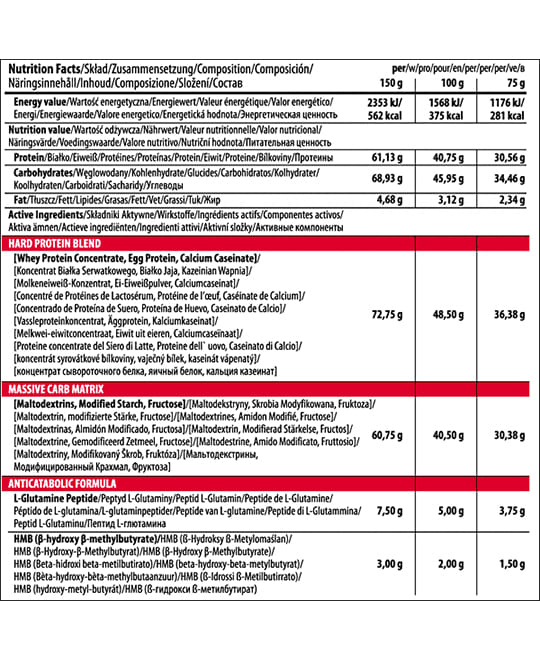 Nutrition Facts/Skład/Zusammensetzung/Composition/Composición/
Näringsinnehåll/Inhoud/Composizione/Složení/Состав
per/w/pro/pour/en/per/per/per/ve/в
150 g 100 g 75 g
Energy value/Wartość energetyczna/Energiewert/Valeur énergétique/Valor energético/
Energi/Energiewaarde/Valore energetico/Energetická hodnota/Энергетическая ценность
2353 kJ/ 1568 kJ/ 1176 kJ/
562 kcal 375 kcal 281 kcal
Nutrition value/Wartość odżywcza/Nährwert/Valeur nutritionnelle/Valor nutricional/
Näringsvärde/Voedingswaarde/Valore nutritivo/Nutriční hodnota/Питательная ценность
Protein/Białko/Eiweiß/Protéines/Proteínas/Protein/Eiwit/Proteine/Bílkoviny/Протеины 61,13 g 40,75 g 30,56 g
Carbohydrates/Węglowodany/Kohlenhydrate/Glucides/Carbohidratos/Kolhydrater/
Koolhydraten/Carboidrati/Sacharidy/Углеводы
68,93 g 45,95 g 34,46 g
Fat/Tłuszcz/Fett/Lipides/Grasas/Fett/Vet/Grassi/Tuk/Жир 4,68 g 3,12 g 2,34 g
Active Ingredients/Składniki Aktywne/Wirkstoffe/Ingrédients actifs/Componentes activos/
Aktiva ämnen/Actieve ingrediënten/Ingredienti attivi/Aktivní složky/Активные компоненты
HARD PROTEIN BLEND
[Whey Protein Concentrate, Egg Protein, Calcium Caseinate]/
[Koncentrat Białka Serwatkowego, Białko Jaja, Kazeinian Wapnia]/
[Molkeneiweiß-Konzentrat, Ei-Eiweißpulver, Calciumcaseinat]/
[Concentré de Protéines de Lactosérum, Protéine de l'œuf, Caséinate de Calcium]/
[Concentrado de Proteína de Suero, Proteína de Huevo, Caseinato de Calcio]/
[Vassleproteinkoncentrat, Äggprotein, Kalciumkaseinat]/
[Melkwei-eiwitconcentraat, Eiwit uit eieren, Calciumcaseïnaat]/
[Proteine concentrate del Siero di Latte, Proteine dell` uovo, Caseinato di Calcio]/
[koncentrát syrovátkové bílkoviny, vaječný bílek, kaseinát vápenatý]/
[концентрат сывороточного белка, яичный белок, кальция казеинат]
72,75 g 48,50 g 36,38 g
MASSIVE CARB MATRIX
[Maltodextrins, Modified Starch, Fructose]/[Maltodekstryny, Skrobia Modyfikowana, Fruktoza]/
[Maltodextrin, modifizierte Stärke, Fructose]/[Maltodextrines, Amidon Modifié, Fructose]/
[Maltodextrinas, Almidón Modificado, Fructosa]/[Maltodextrin, Modifierad Stärkelse, Fructos]/
[Maltodextrine, Gemodificeerd Zetmeel, Fructose]/[Maltodestrine, Amido Modificato, Fruttosio]/
[Maltodextriny, Modifikovaný Škrob, Fruktóza]/[Мальтодекстрины,
Модифицированный Крахмал, Фруктоза]
60,75 g 40,50 g 30,38 g
ANTICATABOLIC FORMULA
L-Glutamine Peptide/Peptyd L-Glutaminy/Peptid L-Glutamin/Peptide de L-Glutamine/
Péptido de L-glutamina/L-glutaminpeptider/Peptide van L-glutamine/Peptide di L-Glutammina/
Peptid L-Glutaminu/Пептид L-глютамина
7,50 g 5,00 g 3,75 g
HMB (β-hydroxy β-methylbutyrate)/HMB (ß-Hydroksy ß-Metylomaślan)/
HMB (β-Hydroxy-β-Methylbutyrat)/HMB (β-Hydroxy β-Methylbutyrate)/
HMB (Beta-hidroxi beta-metilbutirato)/HMB (beta-hydroxy-beta-metylbutyrat)/
HMB (Bèta-hydroxy-bèta-methylbutaanzuur)/HMB (ß-Idrossi ß-Metilbutirrato)/
HMB (hydroxy-metyl-butyrát)/HMB (ß-гидрокси ß-метилбутират)
3,00 g 2,00 g 1,50 g